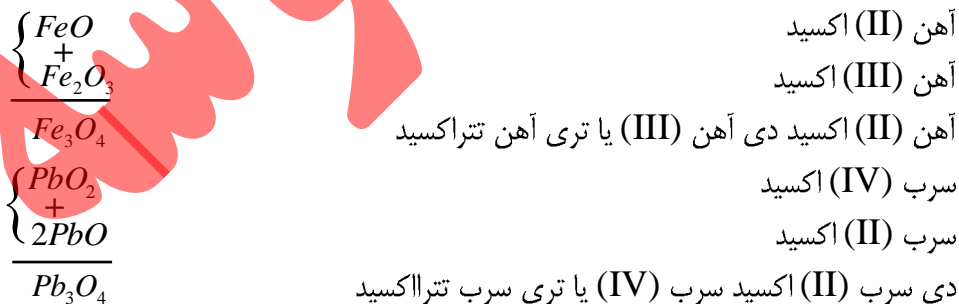 FeO آهن (II) اکسید
+
Fe₂O₃ آهن (III) اکسید
Fe₃O₄ آهن (II) اکسید دی آهن (III) یا تری آهن تتراکسید
PbO₂ سرب (IV) اکسید
+
2PbO سرب (II) اکسید
Pb₃O₄ دی سرب (II) اکسید سرب (IV) یا تری سرب تترااکسید